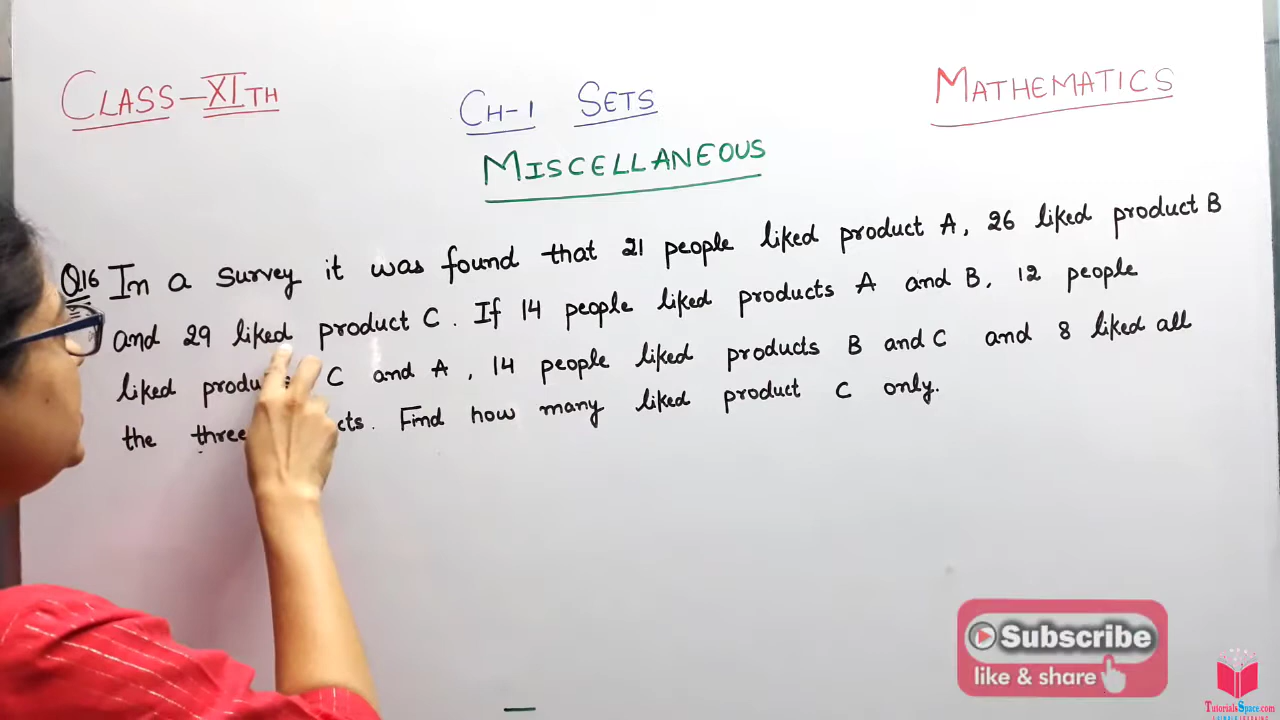 CLASS-XITH
CH-1 SETS
MATHEMATICS
MISCELLANEOUS
Q16 In a survey it was found that 21 people liked product A, 26 liked product B
and 29 liked product C. If 14 people liked products A and B, 12 people
liked C and A, 14 people liked products B and C and 8 liked all
the three Find how many liked product C only.
Subscribe
like & share
TutorialsSpace.com